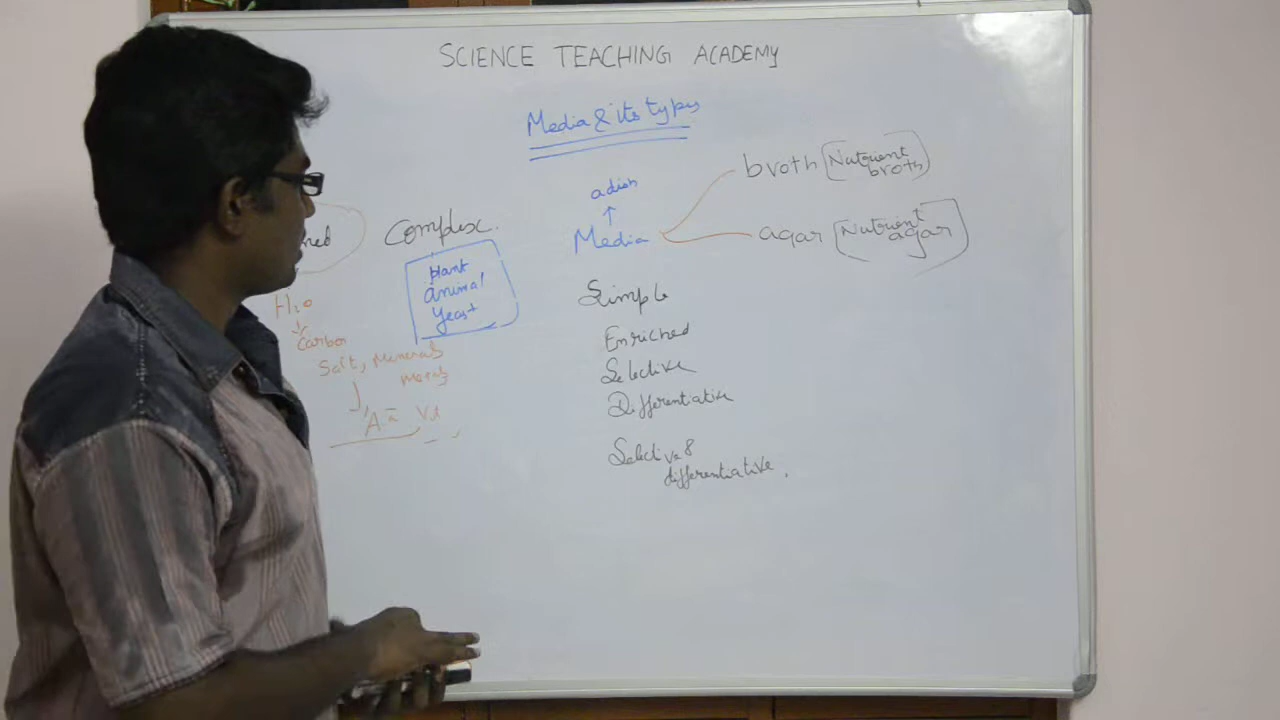 SCIENCE TEACHING ACADEMY
Media & its types
adish
Media
broth (Nutrient
broth)
agar (Nutrient
agar)
Complex.
plant
animal
Yeast
H2O
Carbon
Salt, Minerals
Simple
Enriched
Selective
Differentiative
Selective &
differentiative.